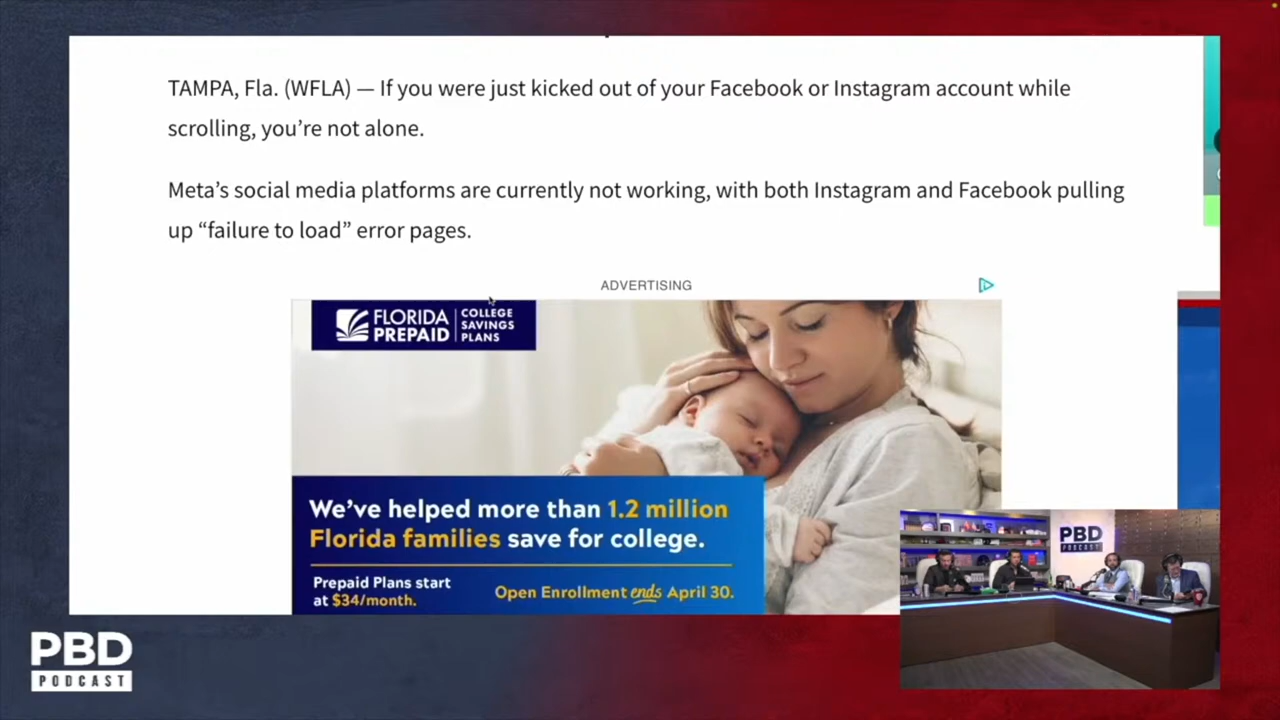 TAMPA, Fla. (WFLA) — If you were just kicked out of your Facebook or Instagram account while
scrolling, you’re not alone.
Meta’s social media platforms are currently not working, with both Instagram and Facebook pulling
up “failure to load” error pages.
ADVERTISING
FLORIDA PREPAID
COLLEGE SAVINGS PLANS
We’ve helped more than 1.2 million
Florida families save for college.
Prepaid Plans start
at $34/month.
Open Enrollment ends April 30.
PBD
PODCAST
PBD
PODCAST